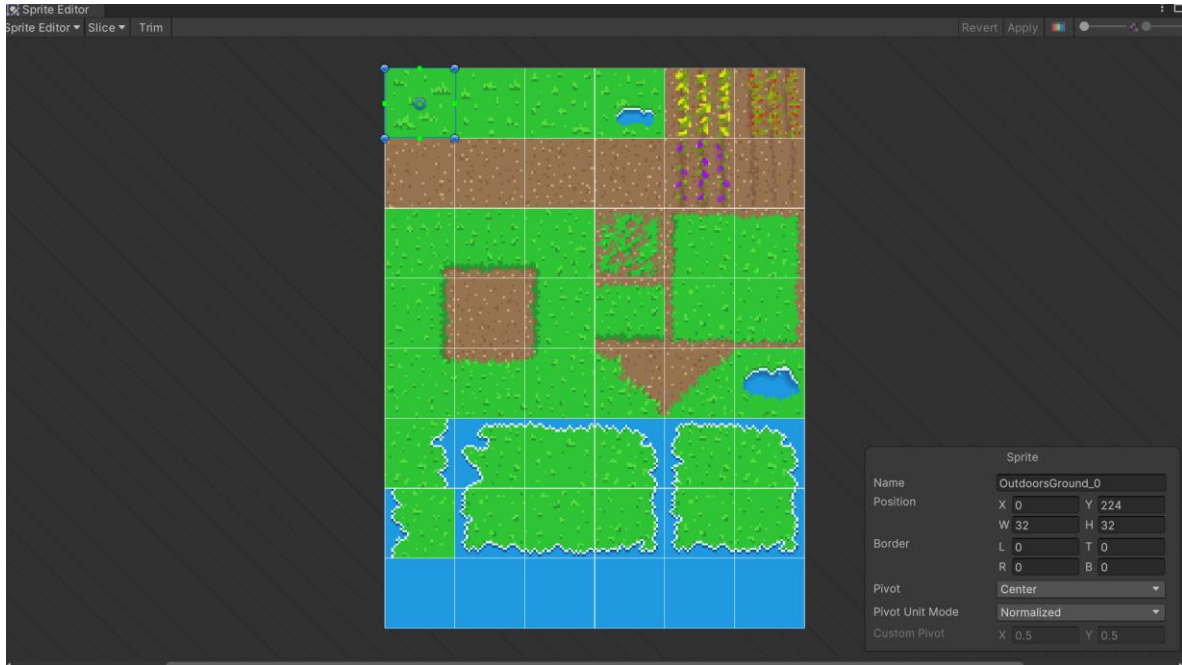 Sprite Editor
Sprite Editor Slice Trim Revert Apply
Sprite
Name OutdoorsGround_0
Position X 0 Y 224
W 32 H 32
Border L 0 T 0
R 0 B 0
Pivot Center
Pivot Unit Mode Normalized
Custom Pivot X 0.5 Y 0.5